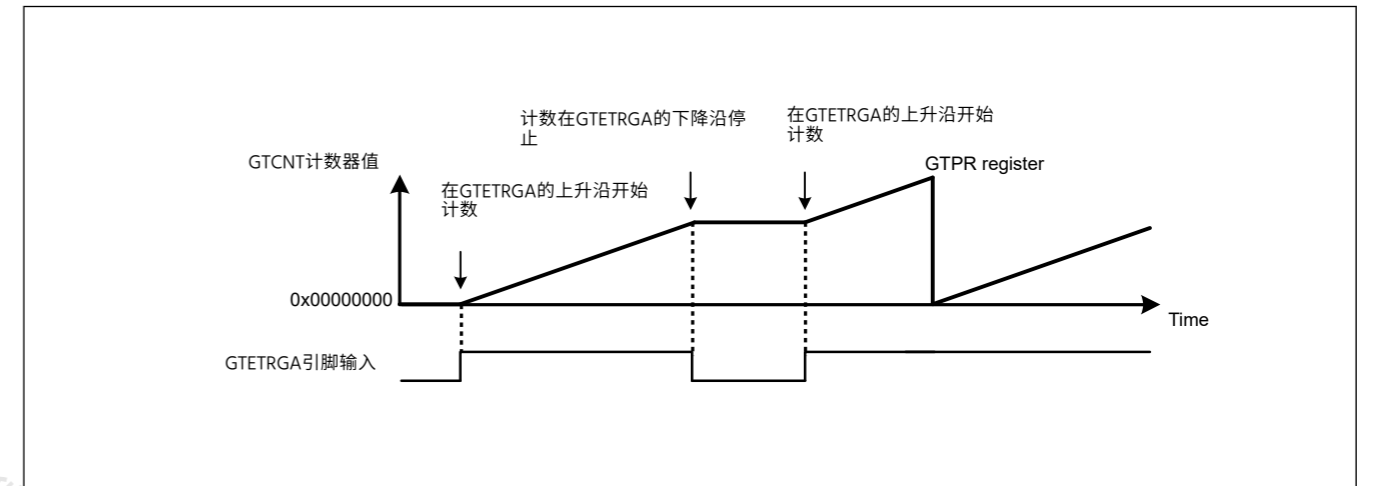 计数在GTETRGA的下降沿停
止
在GTETRGA的上升沿开始
计数
GTCNT计数器值
GTPR register
在GTETRGA的上升沿开始
计数
0x00000000
Time
GTETRGA引脚输入